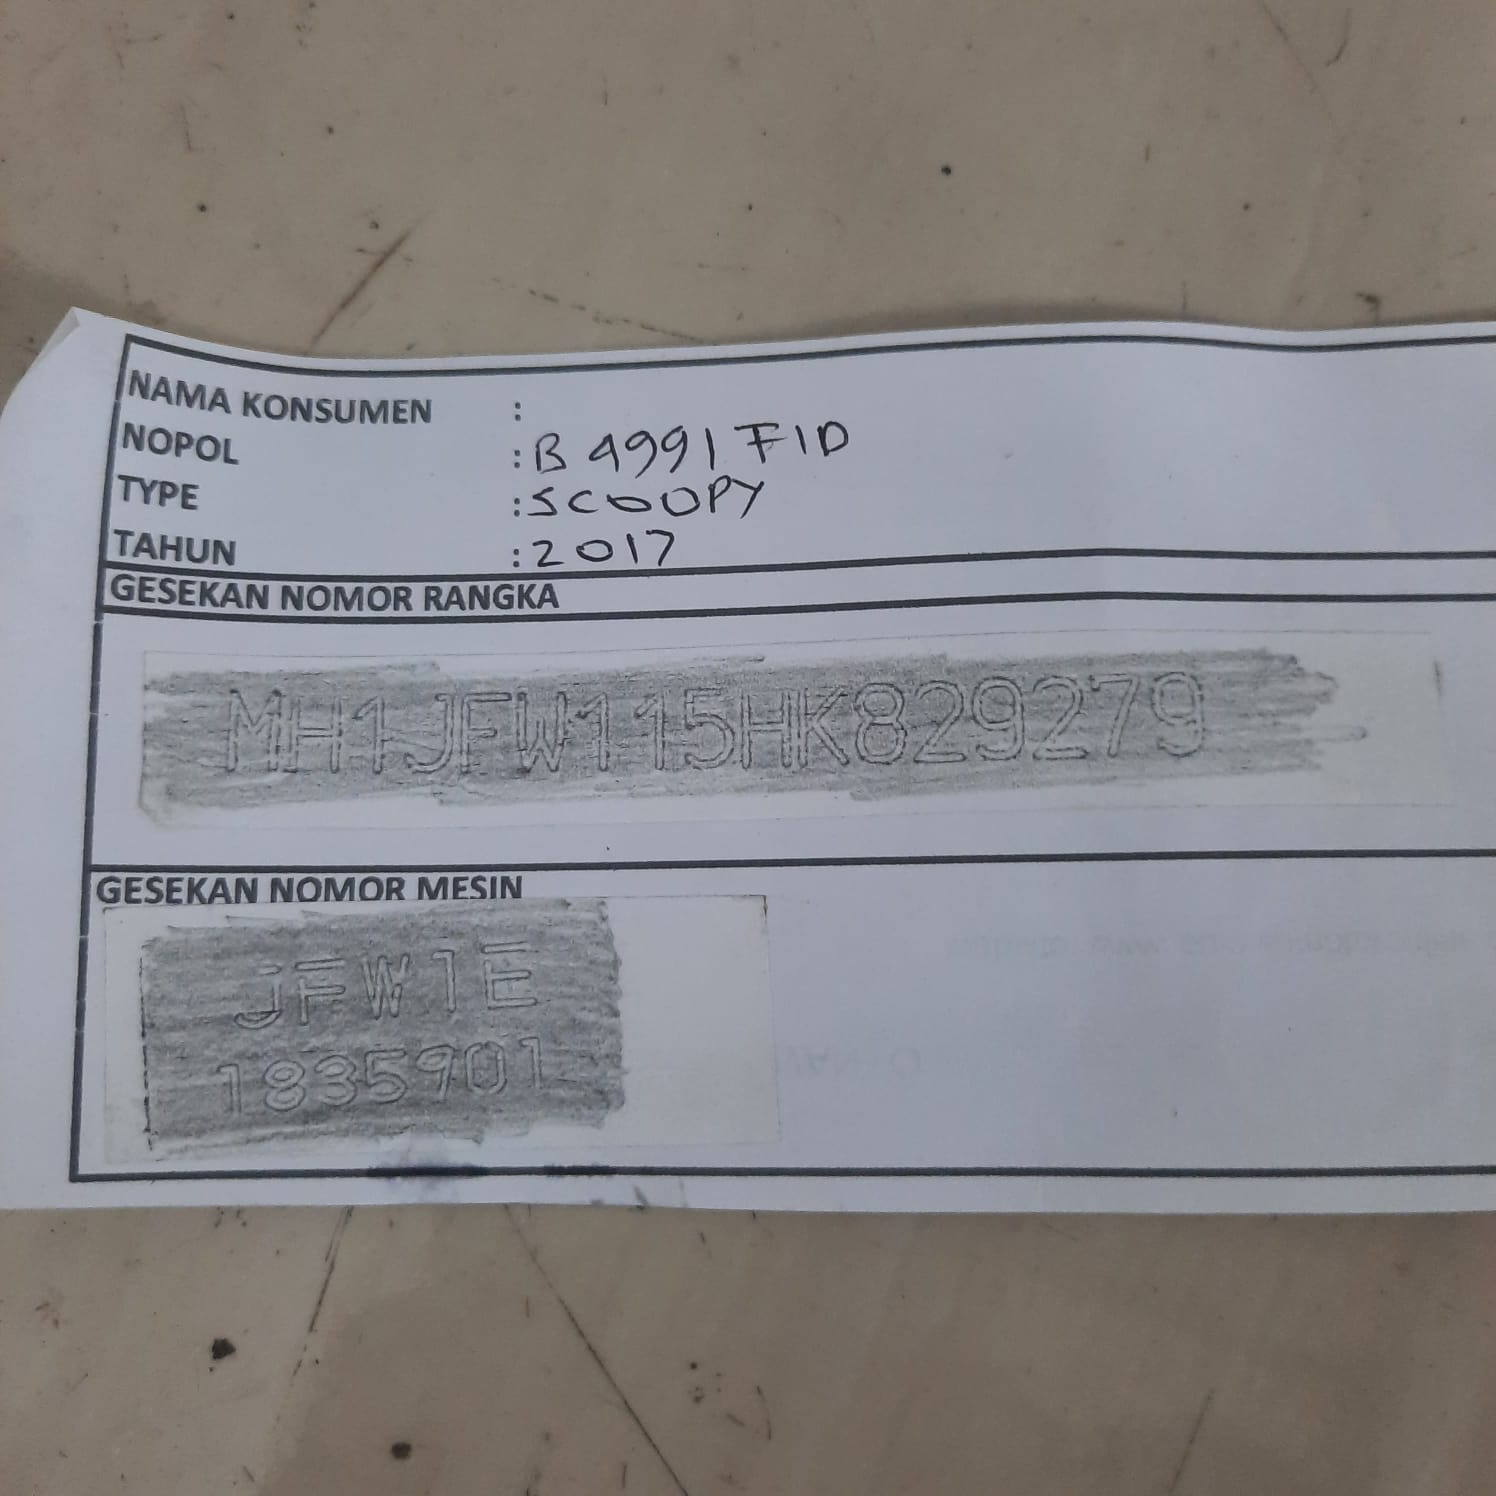 NAMA KONSUMEN :
NOPOL : B 4991 FID
TYPE : SCOOPY
TAHUN : 2017
GESEKAN NOMOR RANGKA
MH1JFW115HK829279
GESEKAN NOMOR MESIN
JFW1E
1835901